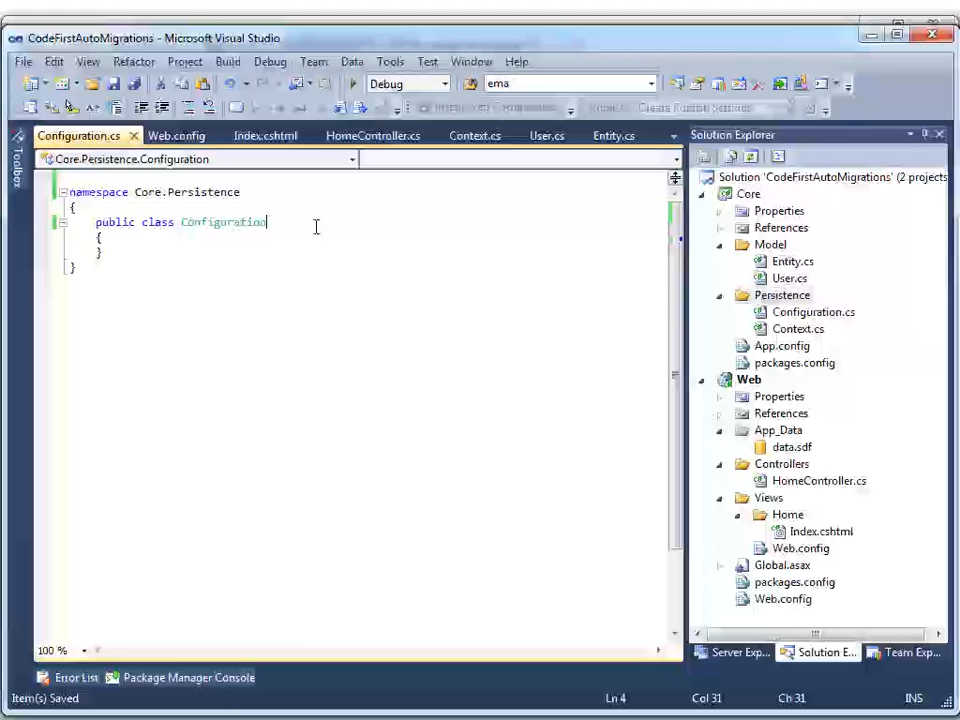 CodeFirstAutoMigrations - Microsoft Visual Studio
File Edit View Refactor Project Build Debug Team Data Tools Test Window Help
Debug ema
Create Runtest Settings
Configuration.cs Web.config Index.cshtml HomeController.cs Context.cs User.cs Entity.cs
Core.Persistence.Configuration
namespace Core.Persistence
{
public class Configuration
{
}
}
100 %
Toolbox
Solution Explorer
Solution 'CodeFirstAutoMigrations' (2 projects
Core
Properties
References
Model
Entity.cs
User.cs
Persistence
Configuration.cs
Context.cs
App.config
packages.config
Web
Properties
References
App_Data
data.sdf
Controllers
HomeController.cs
Views
Home
Index.cshtml
Web.config
Global.asax
packages.config
Web.config
Server Exp... Solution E... Team Exp...
Error List Package Manager Console
Item(s) Saved Ln 4 Col 31 Ch 31 INS